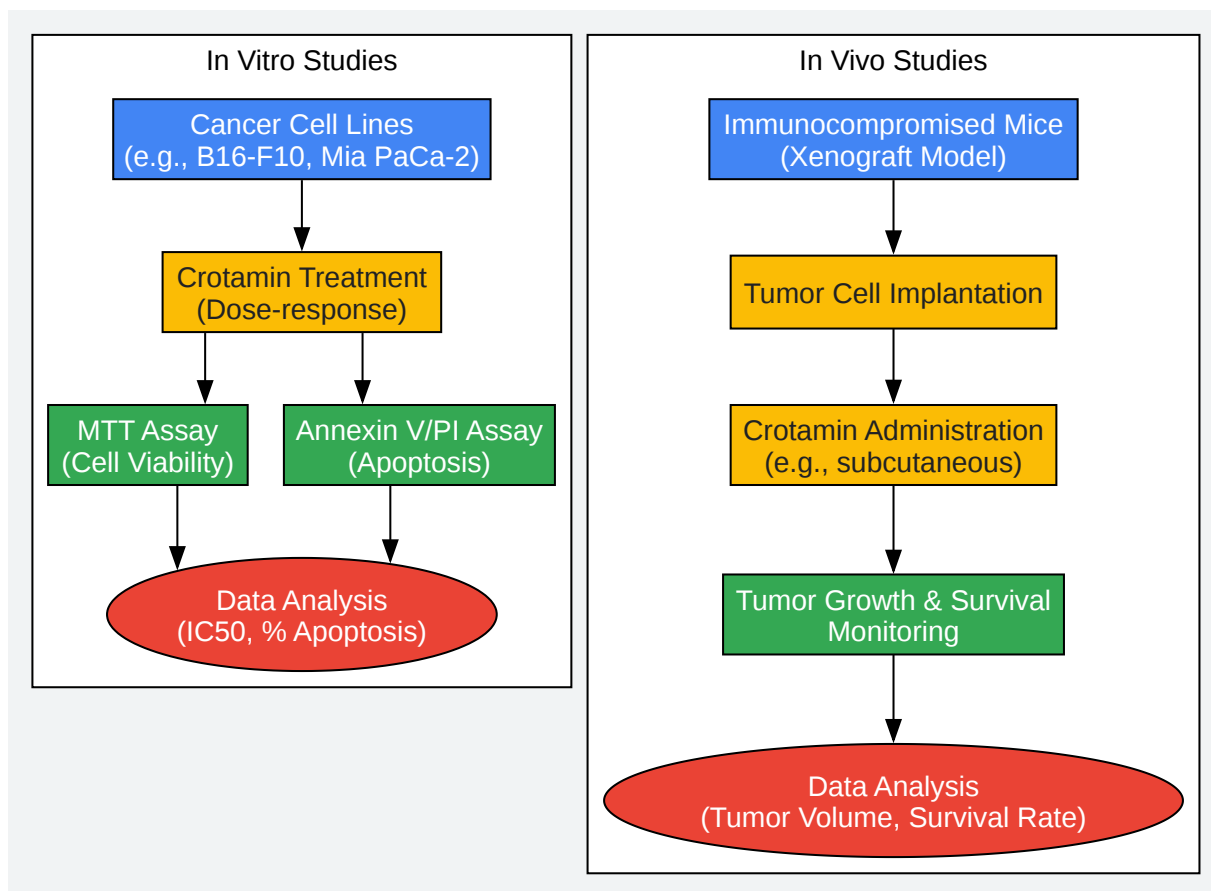 In Vitro Studies
Cancer Cell Lines
(e.g., B16-F10, Mia PaCa-2)
Crotamin Treatment
(Dose-response)
MTT Assay
(Cell Viability)
Annexin V/PI Assay
(Apoptosis)
Data Analysis
(IC50, % Apoptosis)
In Vivo Studies
Immunocompromised Mice
(Xenograft Model)
Tumor Cell Implantation
Crotamin Administration
(e.g., subcutaneous)
Tumor Growth & Survival
Monitoring
Data Analysis
(Tumor Volume, Survival Rate)